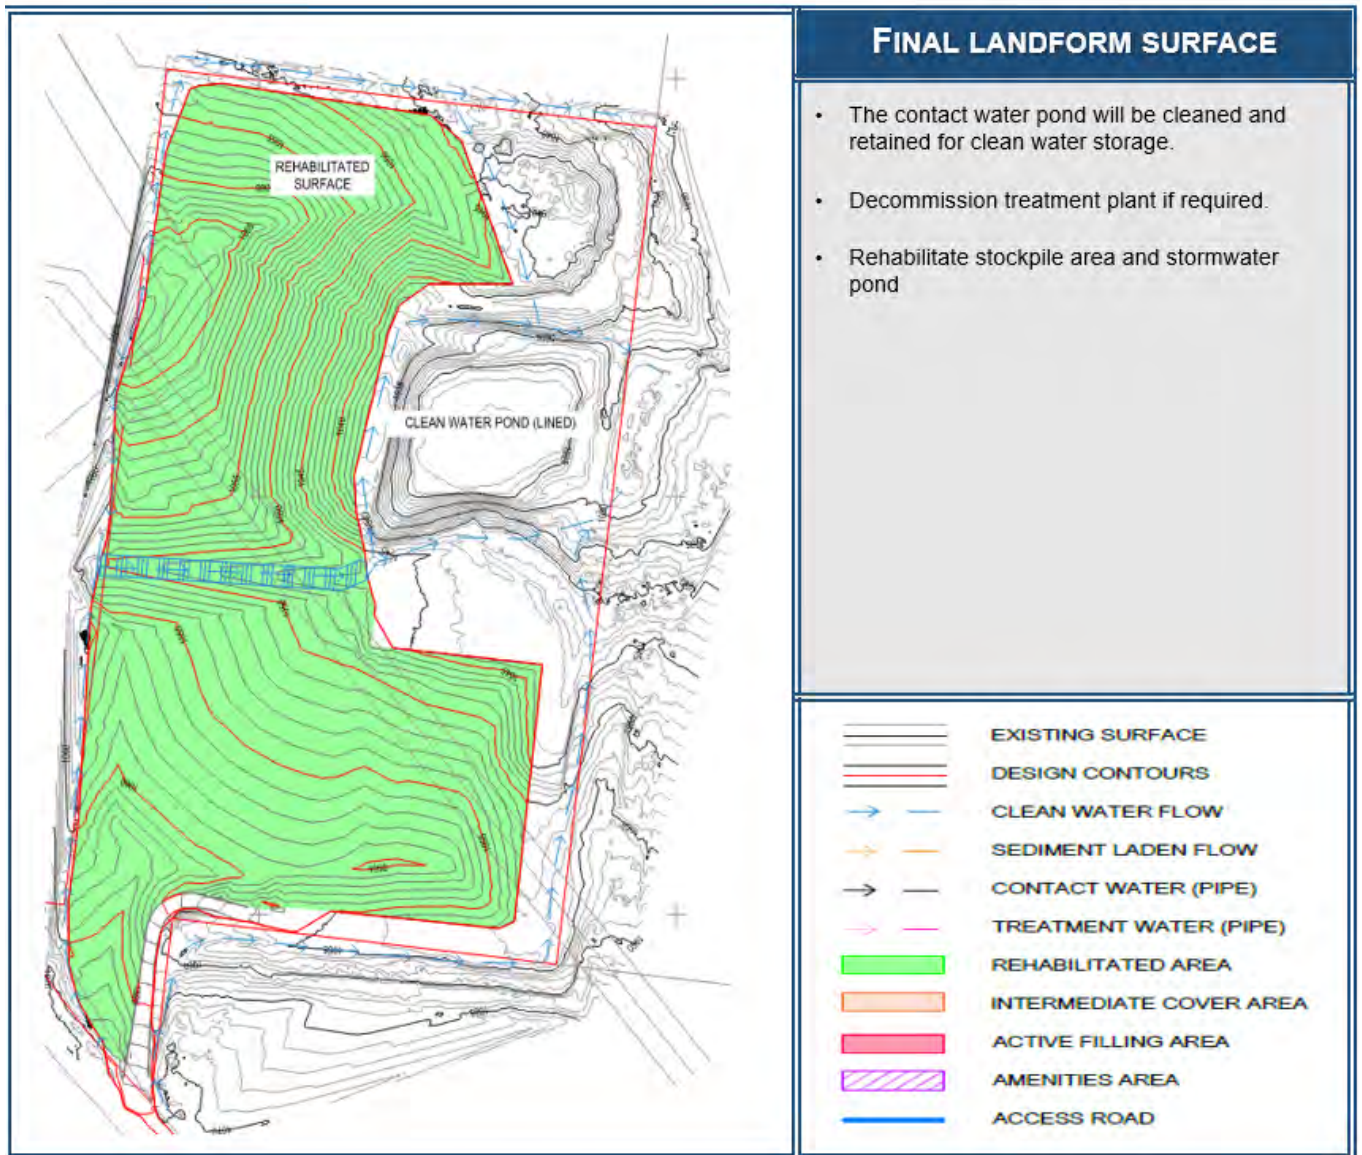 FINAL LANDFORM SURFACE
• The contact water pond will be cleaned and
retained for clean water storage.
• Decommission treatment plant if required.
• Rehabilitate stockpile area and stormwater
pond
REHABILITATED
SURFACE
CLEAN WATER POND (LINED)
EXISTING SURFACE
DESIGN CONTOURS
CLEAN WATER FLOW
SEDIMENT LADEN FLOW
CONTACT WATER (PIPE)
TREATMENT WATER (PIPE)
REHABILITATED AREA
INTERMEDIATE COVER AREA
ACTIVE FILLING AREA
AMENITIES AREA
ACCESS ROAD